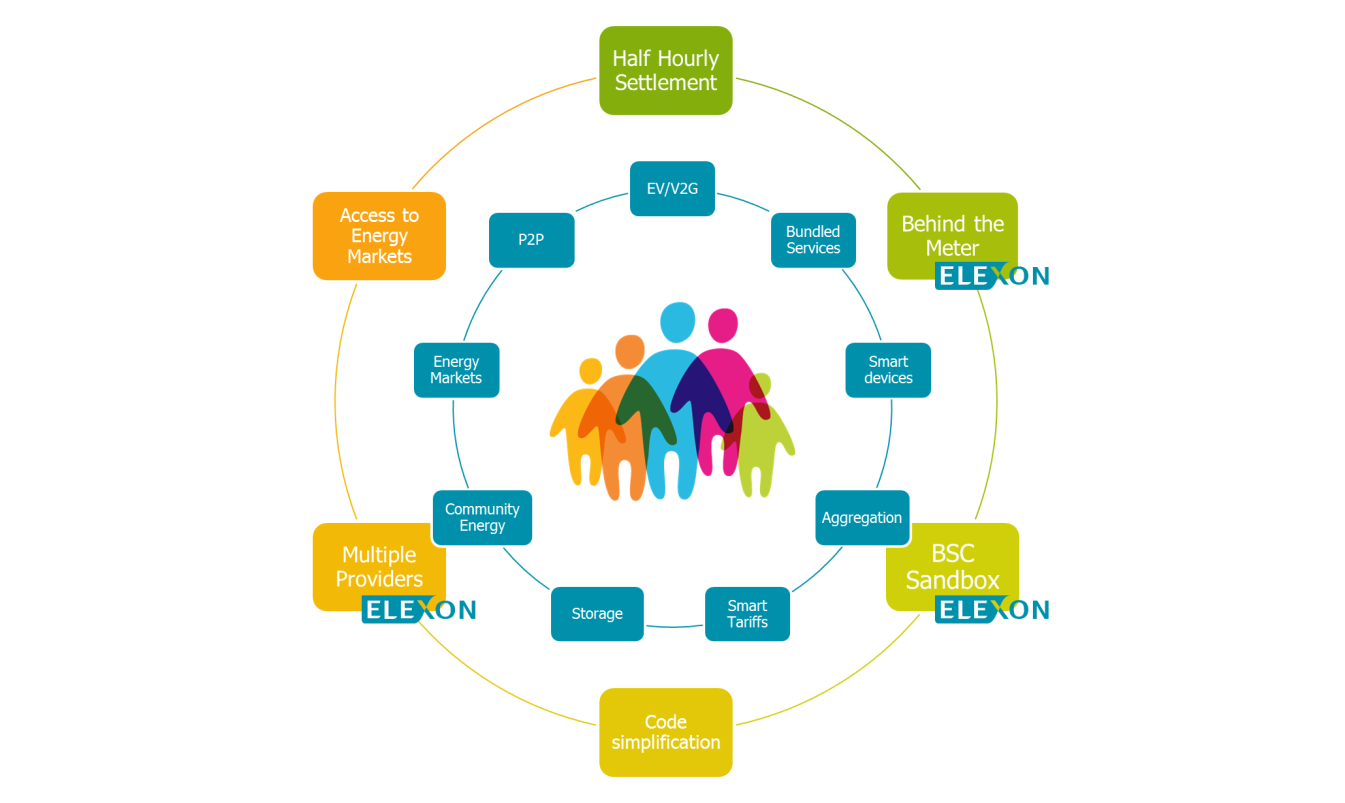 Half Hourly
Settlement
EV/V2G
P2P
Bundled
Services
Access to
Energy
Markets
Behind the
Meter
ELEXON
Energy
Markets
Smart
devices
Community
Energy
Aggregation
Multiple
Providers
ELEXON
BSC
Sandbox
ELEXON
Storage
Smart
Tariffs
Code
simplification